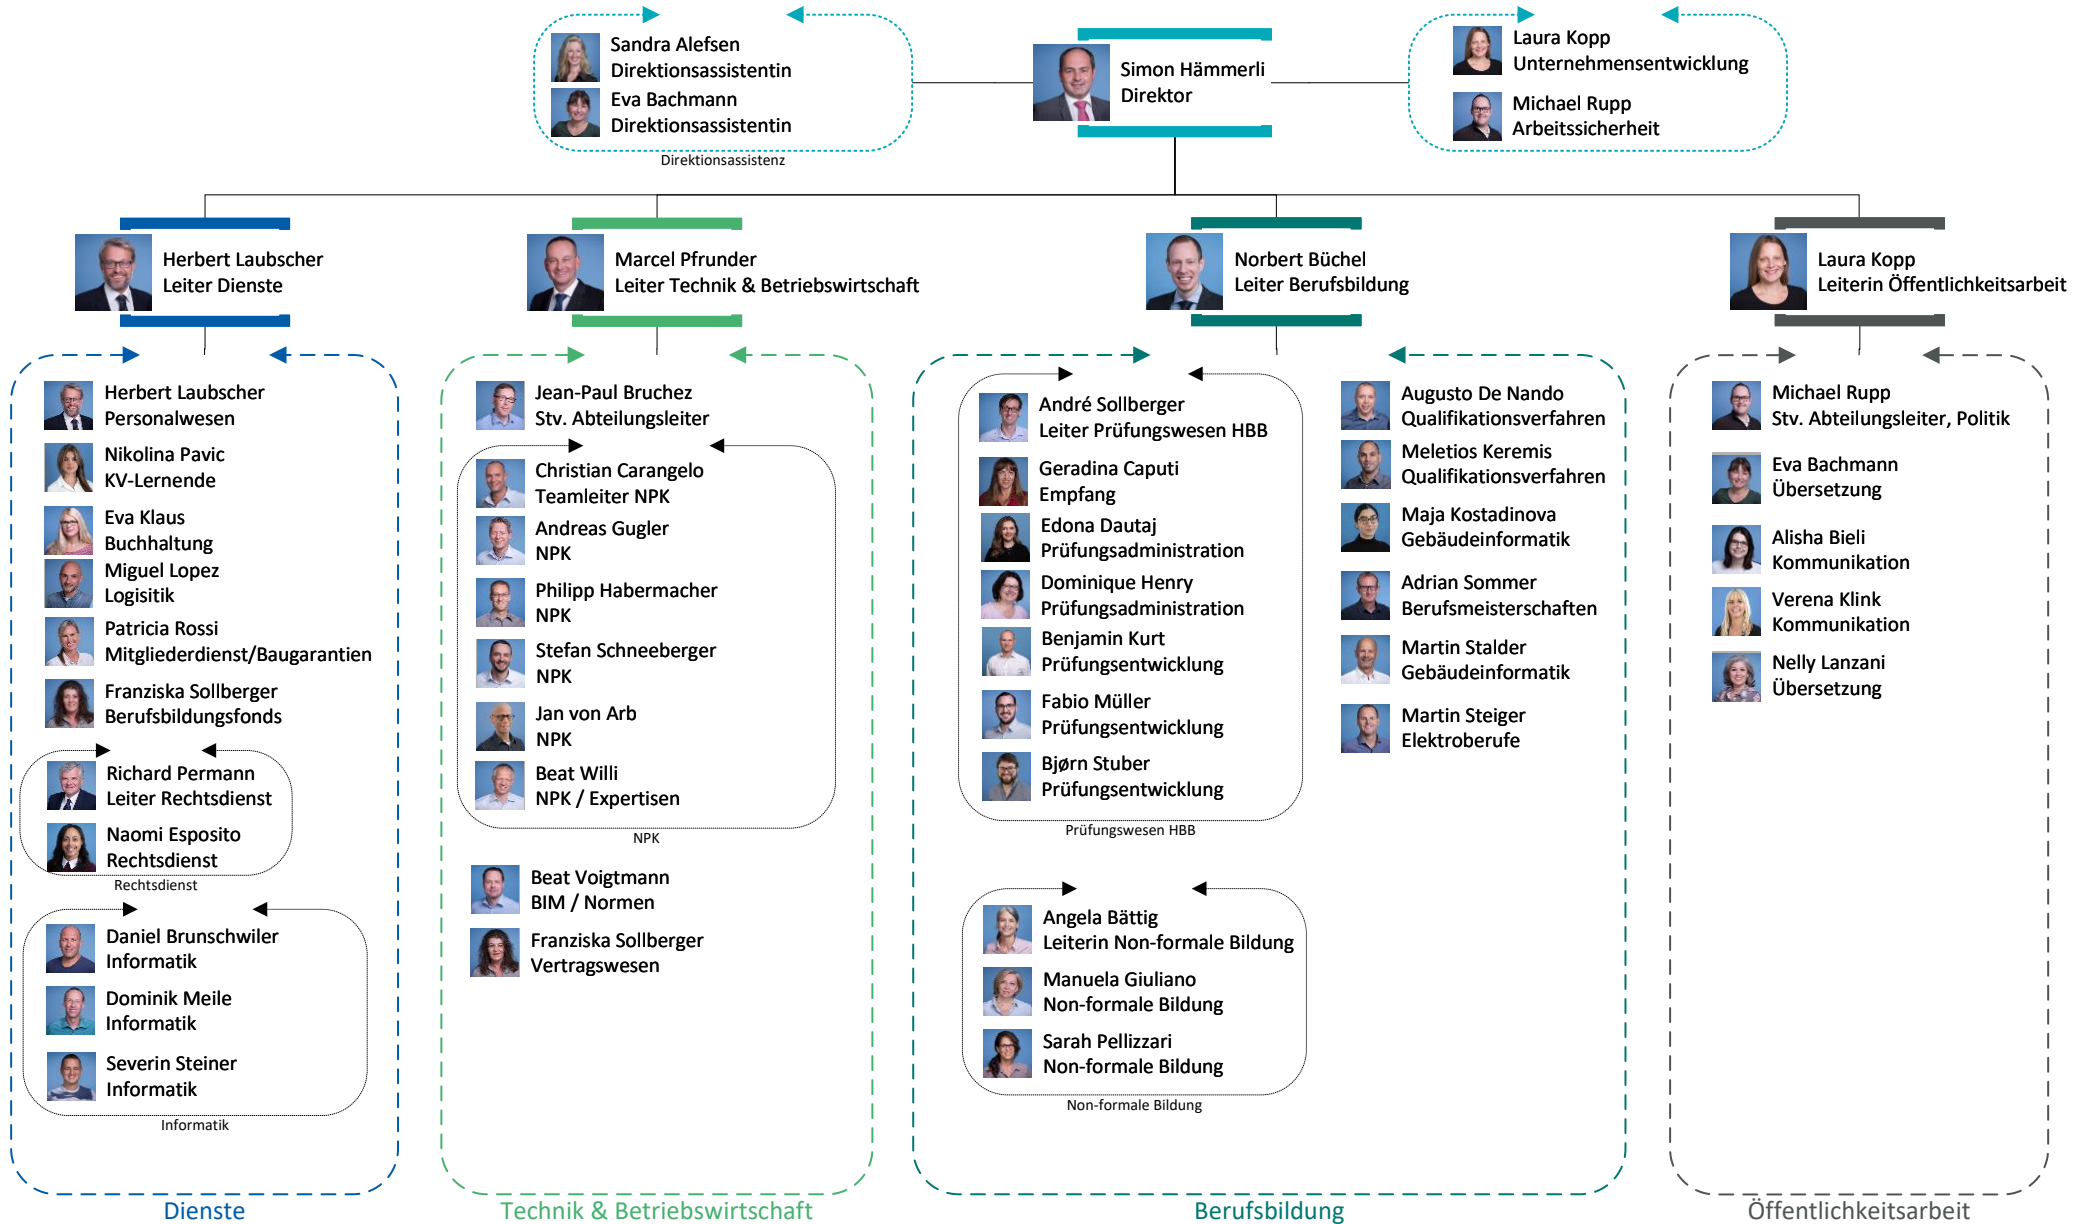 Sandra Alefsen
Direktionsassistentin
Eva Bachmann
Direktionsassistentin
Direktionsassistenz
Simon Hämmerli
Direktor
Laura Kopp
Unternehmensentwicklung
Michael Rupp
Arbeitssicherheit
Herbert Laubscher
Leiter Dienste
Marcel Pfrunder
Leiter Technik & Betriebswirtschaft
Norbert Büchel
Leiter Berufsbildung
Laura Kopp
Leiterin Öffentlichkeitsarbeit
Herbert Laubscher
Personalwesen
Nikolina Pavic
KV-Lernende
Eva Klaus
Buchhaltung
Miguel Lopez
Logisitik
Patricia Rossi
Mitgliederdienst/Baugarantien
Franziska Sollberger
Berufsbildungsfonds
Richard Permann
Leiter Rechtsdienst
Naomi Esposito
Rechtsdienst
Rechtsdienst
Daniel Brunschwiler
Informatik
Dominik Meile
Informatik
Severin Steiner
Informatik
Informatik
Dienste
Jean-Paul Bruchez
Stv. Abteilungsleiter
Christian Carangelo
Teamleiter NPK
Andreas Gugler
NPK
Philipp Habermacher
NPK
Stefan Schneeberger
NPK
Jan von Arb
NPK
Beat Willi
NPK / Expertisen
NPK
Beat Voigtmann
BIM / Normen
Franziska Sollberger
Vertragswesen
Technik & Betriebswirtschaft
André Sollberger
Leiter Prüfungswesen HBB
Geradina Caputi
Empfang
Edona Dautaj
Prüfungsadministration
Dominique Henry
Prüfungsadministration
Benjamin Kurt
Prüfungsentwicklung
Fabio Müller
Prüfungsentwicklung
Bjørn Stuber
Prüfungsentwicklung
Prüfungswesen HBB
Angela Bättig
Leiterin Non-formale Bildung
Manuela Giuliano
Non-formale Bildung
Sarah Pellizzari
Non-formale Bildung
Non-formale Bildung
Augusto De Nando
Qualifikationsverfahren
Meletios Keremis
Qualifikationsverfahren
Maja Kostadinova
Gebäudeinformatik
Adrian Sommer
Berufsmeisterschaften
Martin Stalder
Gebäudeinformatik
Martin Steiger
Elektroberufe
Berufsbildung
Michael Rupp
Stv. Abteilungsleiter, Politik
Eva Bachmann
Übersetzung
Alisha Bieli
Kommunikation
Verena Klink
Kommunikation
Nelly Lanzani
Übersetzung
Öffentlichkeitsarbeit